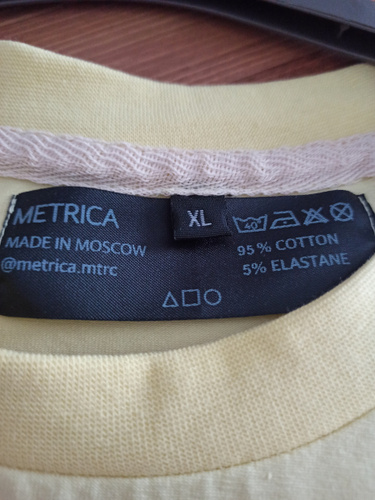 METRICA
MADE IN MOSCOW
@metrica.mtrc
XL
40°
95% COTTON
5% ELASTANE